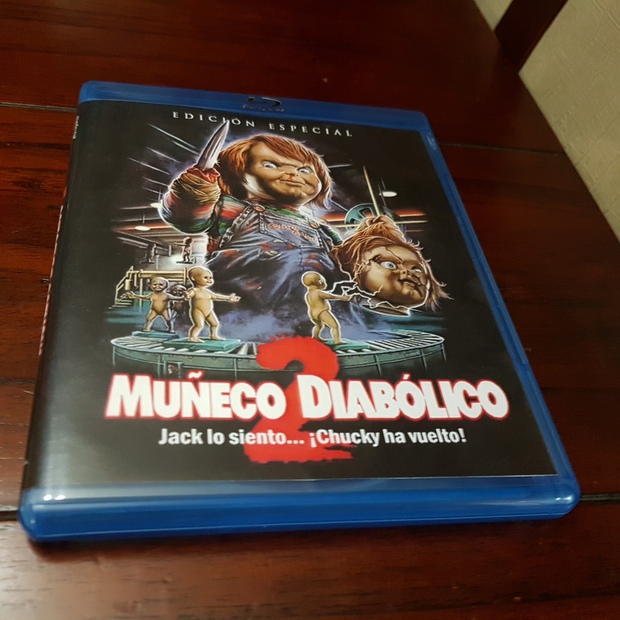 EDICIÓN ESPECIAL
2
MUÑECO DIABÓLICO
Jack lo siento... ¡Chucky ha vuelto!